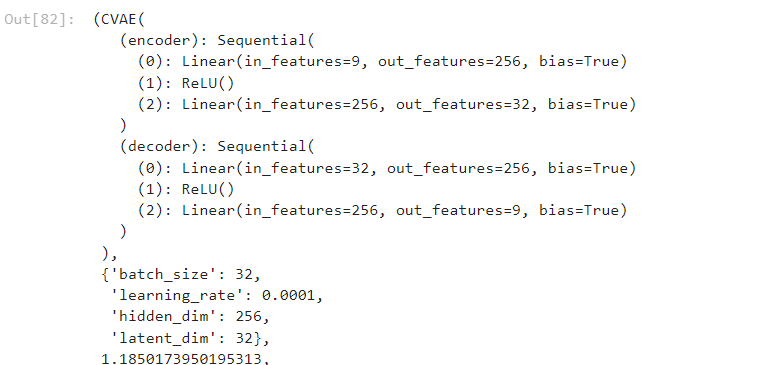 Out[82]: (CVAE(
(encoder): Sequential(
(0): Linear(in_features=9, out_features=256, bias=True)
(1): ReLU()
(2): Linear(in_features=256, out_features=32, bias=True)
)
(decoder): Sequential(
(0): Linear(in_features=32, out_features=256, bias=True)
(1): ReLU()
(2): Linear(in_features=256, out_features=9, bias=True)
)
),
{'batch_size': 32,
'learning_rate': 0.0001,
'hidden_dim': 256,
'latent_dim': 32},
1.1850173950195313,